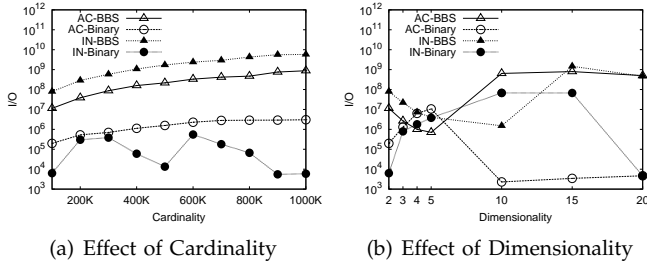 10¹²
10¹¹
10¹⁰
10⁹
10⁸
10⁷
10⁶
10⁵
10⁴
10³
I/O
AC-BBS
AC-Binary
IN-BBS
IN-Binary
200K 400K 600K 800K 1000K
Cardinality
(a) Effect of Cardinality
10¹²
10¹¹
10¹⁰
10⁹
10⁸
10⁷
10⁶
10⁵
10⁴
10³
I/O
AC-BBS
AC-Binary
IN-BBS
IN-Binary
2 3 4 5 10 15 20
Dimensionality
(b) Effect of Dimensionality